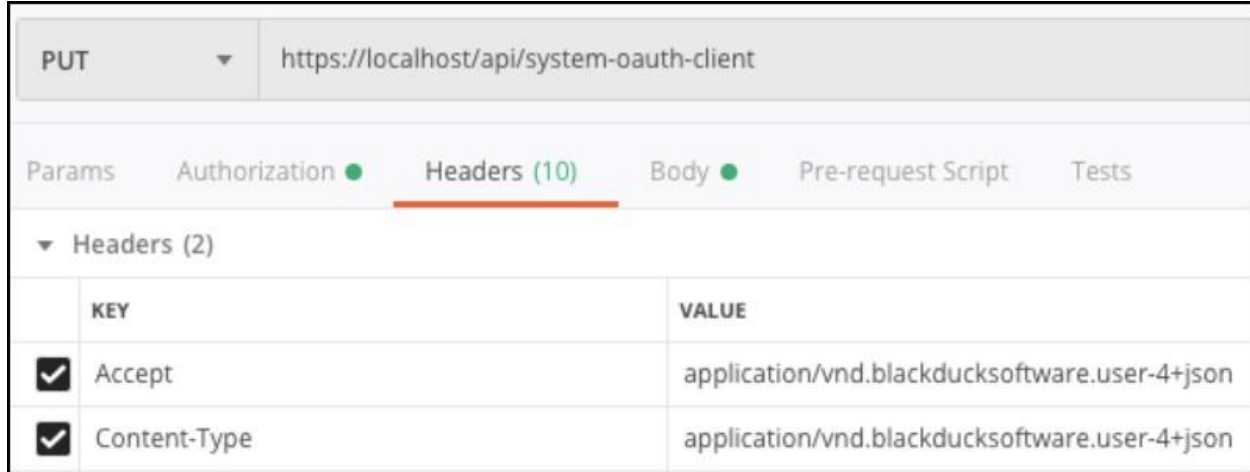 PUT https://localhost/api/system-oauth-client
Params Authorization Headers (10) Body Pre-request Script Tests
Headers (2)
KEY VALUE
Accept application/vnd.blackducksoftware.user-4+json
Content-Type application/vnd.blackducksoftware.user-4+json